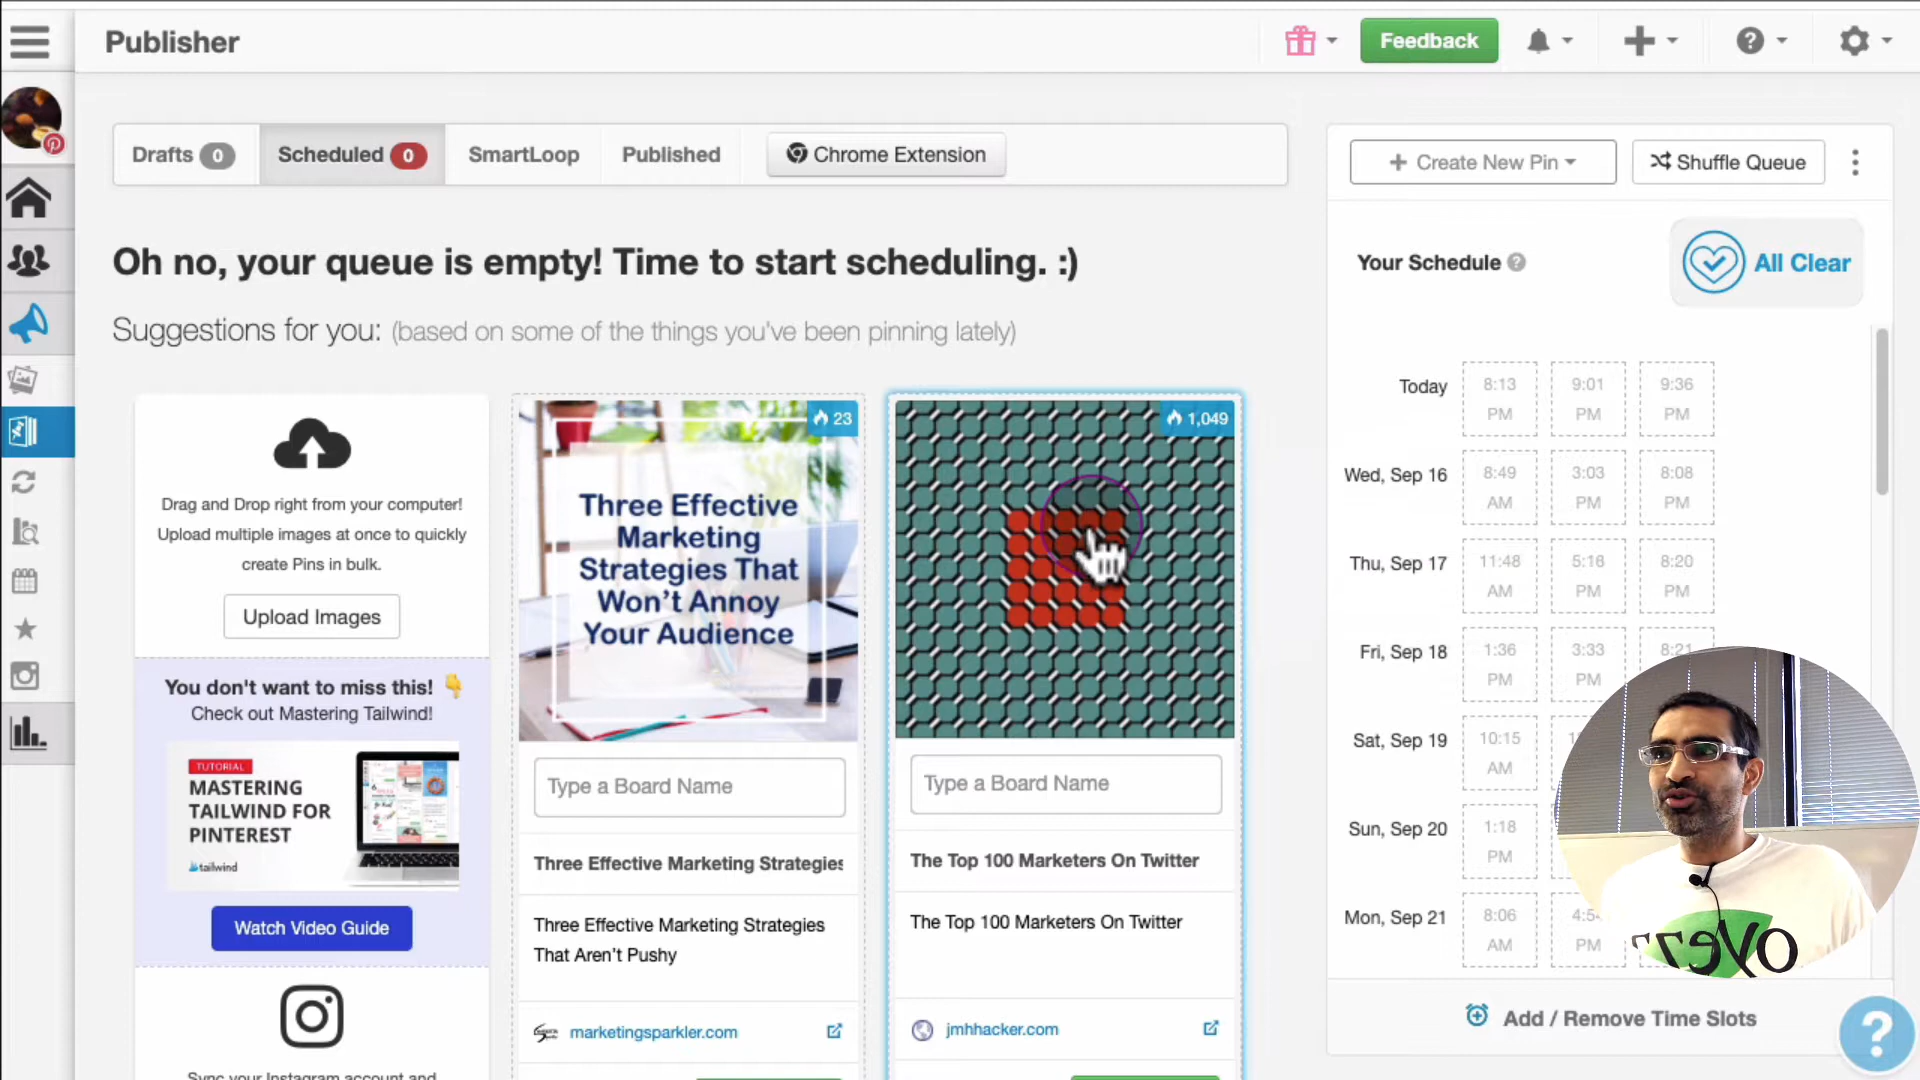 Publisher
Feedback
Drafts 0
Scheduled 0
SmartLoop
Published
Chrome Extension
Create New Pin
Shuffle Queue
Oh no, your queue is empty! Time to start scheduling. :)
Suggestions for you: (based on some of the things you've been pinning lately)
Drag and Drop right from your computer!
Upload multiple images at once to quickly
create Pins in bulk.
Upload Images
You don't want to miss this!
Check out Mastering Tailwind!
TUTORIAL
MASTERING
TAILWIND FOR
PINTEREST
tailwind
Watch Video Guide
Sync your Instagram account and
23
Three Effective
Marketing
Strategies That
Won't Annoy
Your Audience
Type a Board Name
Three Effective Marketing Strategies
Three Effective Marketing Strategies
That Aren't Pushy
marketingsparkler.com
1,049
Type a Board Name
The Top 100 Marketers On Twitter
The Top 100 Marketers On Twitter
jmhhacker.com
Your Schedule ?
All Clear
Today 8:13 PM 9:01 PM 9:36 PM
Wed, Sep 16 8:49 AM 3:03 PM 8:08 PM
Thu, Sep 17 11:48 AM 5:16 PM 8:20 PM
Fri, Sep 18 1:36 PM 3:33 PM 8:21
Sat, Sep 19 10:15 AM
Sun, Sep 20 1:18 PM
Mon, Sep 21 8:06 AM PM
Add / Remove Time Slots
?